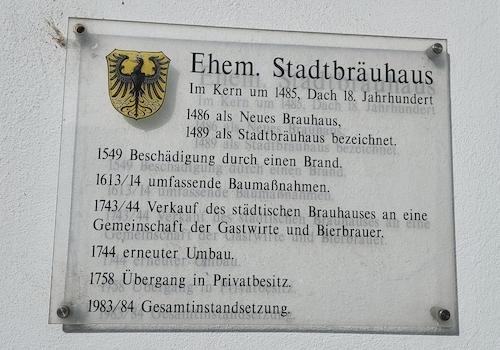 Ehem. Stadtbräuhaus
Im Kern um 1485, Dach 18. Jahrhundert
1486 als Neues Brauhaus,
1489 als Stadtbräuhaus bezeichnet.
1549 Beschädigung durch einen Brand.
1613/14 umfassende Baumaßnahmen.
1743/44 Verkauf des städtischen Brauhauses an eine
Gemeinschaft der Gastwirte und Bierbrauer.
1744 erneuter Umbau.
1758 Übergang in Privatbesitz.
1983/84 Gesamtinstandsetzung.